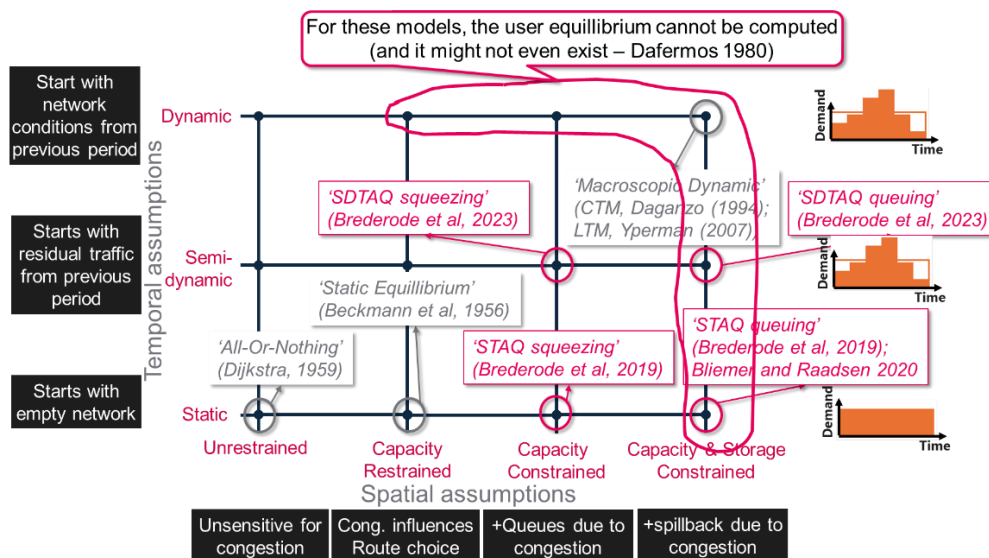 For these models, the user equillibrium cannot be computed
(and it might not even exist – Dafermos 1980)
Start with
network
conditions from
previous period
Dynamic
Demand
Time
Temporal assumptions
'SDTAQ squeezing'
(Brederode et al, 2023)
'Macroscopic Dynamic'
(CTM, Daganzo (1994);
LTM, Yperman (2007)
'SDTAQ queuing'
(Brederode et al, 2023)
Starts with
residual traffic
from previous
period
Semi-
dynamic
Demand
Time
'Static Equilibrium'
(Beckmann et al, 1956)
'All-Or-Nothing'
(Dijkstra, 1959)
'STAQ squeezing'
(Brederode et al, 2019)
'STAQ queuing'
(Brederode et al, 2019);
Bliemer and Raadsen 2020
Starts with
empty network
Static
Demand
Time
Unrestrained
Capacity
Restrained
Capacity
Constrained
Capacity & Storage
Constrained
Spatial assumptions
Unsensitive for
congestion
Cong. influences
Route choice
+Queues due to
congestion
+spillback due to
congestion